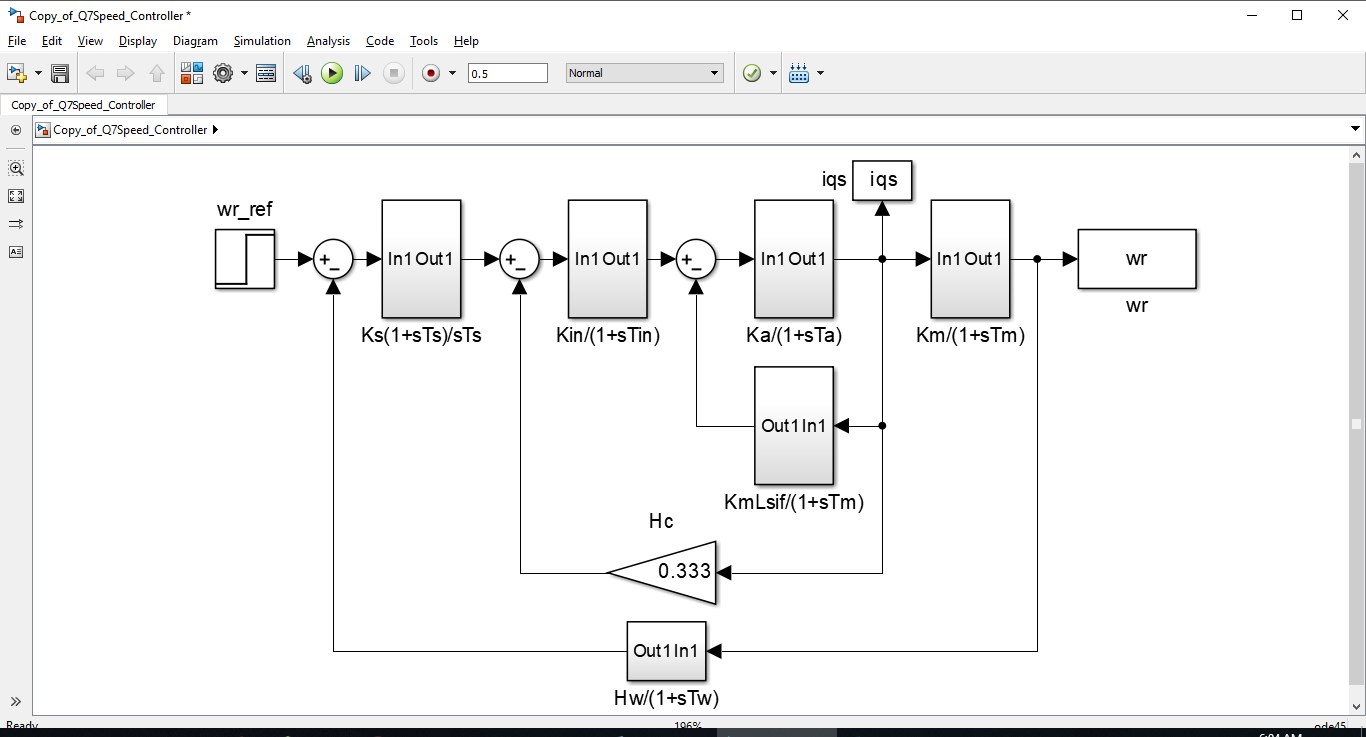 Copy_of_Q7Speed_Controller *
File Edit View Display Diagram Simulation Analysis Code Tools Help
0.5 Normal
Copy_of_Q7Speed_Controller
Copy_of_Q7Speed_Controller
iqs iqs
wr_ref
+ _ In1 Out1 + _ In1 Out1 + _ In1 Out1 In1 Out1 wr
wr
Ks(1+sTs)/sTs Kin/(1+sTin) Ka/(1+sTa) Km/(1+sTm)
Out1 In1
KmLsif/(1+sTm)
Hc
0.333
Out1 In1
Hw/(1+sTw)
Ready 196% ode45